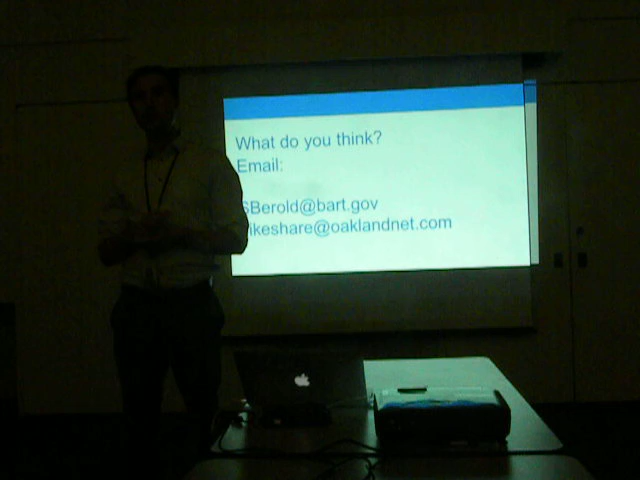 What do you think?
Email:
SBerold@bart.gov
ikeshare@oaklandnet.com